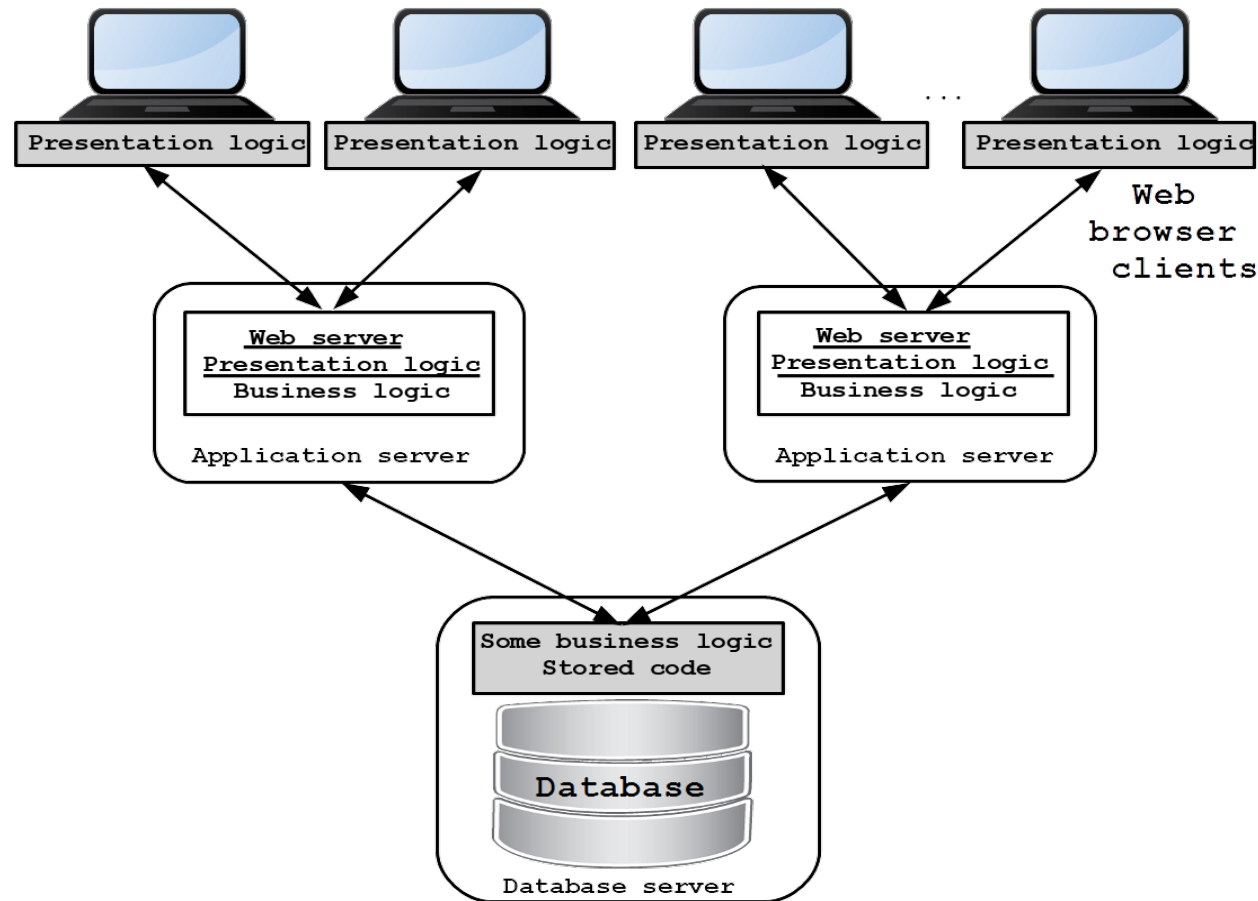 Presentation logic
Presentation logic
Presentation logic
Presentation logic
...
Web
browser
clients
Web server
Presentation logic
Business logic
Application server
Web server
Presentation logic
Business logic
Application server
Some business logic
Stored code
Database
Database server